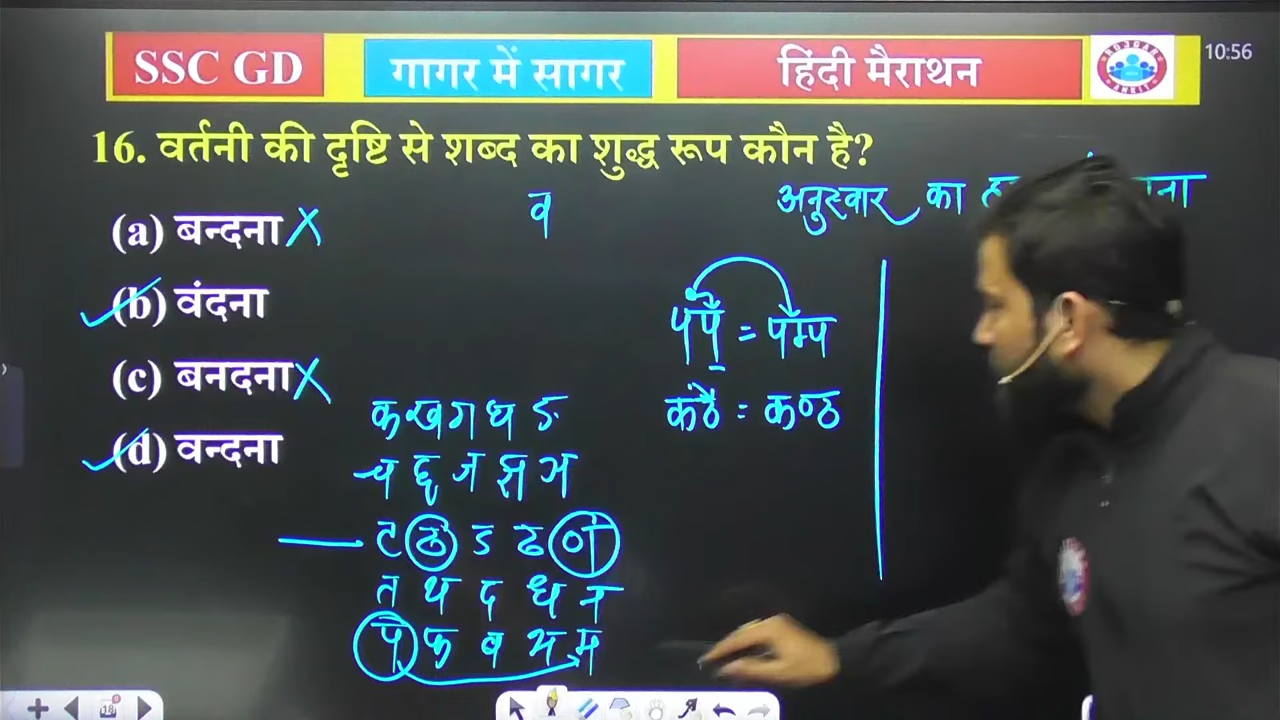 SSC GD गागर में सागर हिंदी मैराथन
10:56
16. वर्तनी की दृष्टि से शब्द का शुद्ध रूप कौन है?
अनुस्वार का
व
(a) बन्दना X
(b) वंदना
(c) बनदना X
(d) वन्दना
पंप = पम्प
कंठ = कण्ठ
क ख ग घ ङ
च छ ज झ ञ
ट ठ ड ढ ण
त थ द ध न
प फ ब भ म